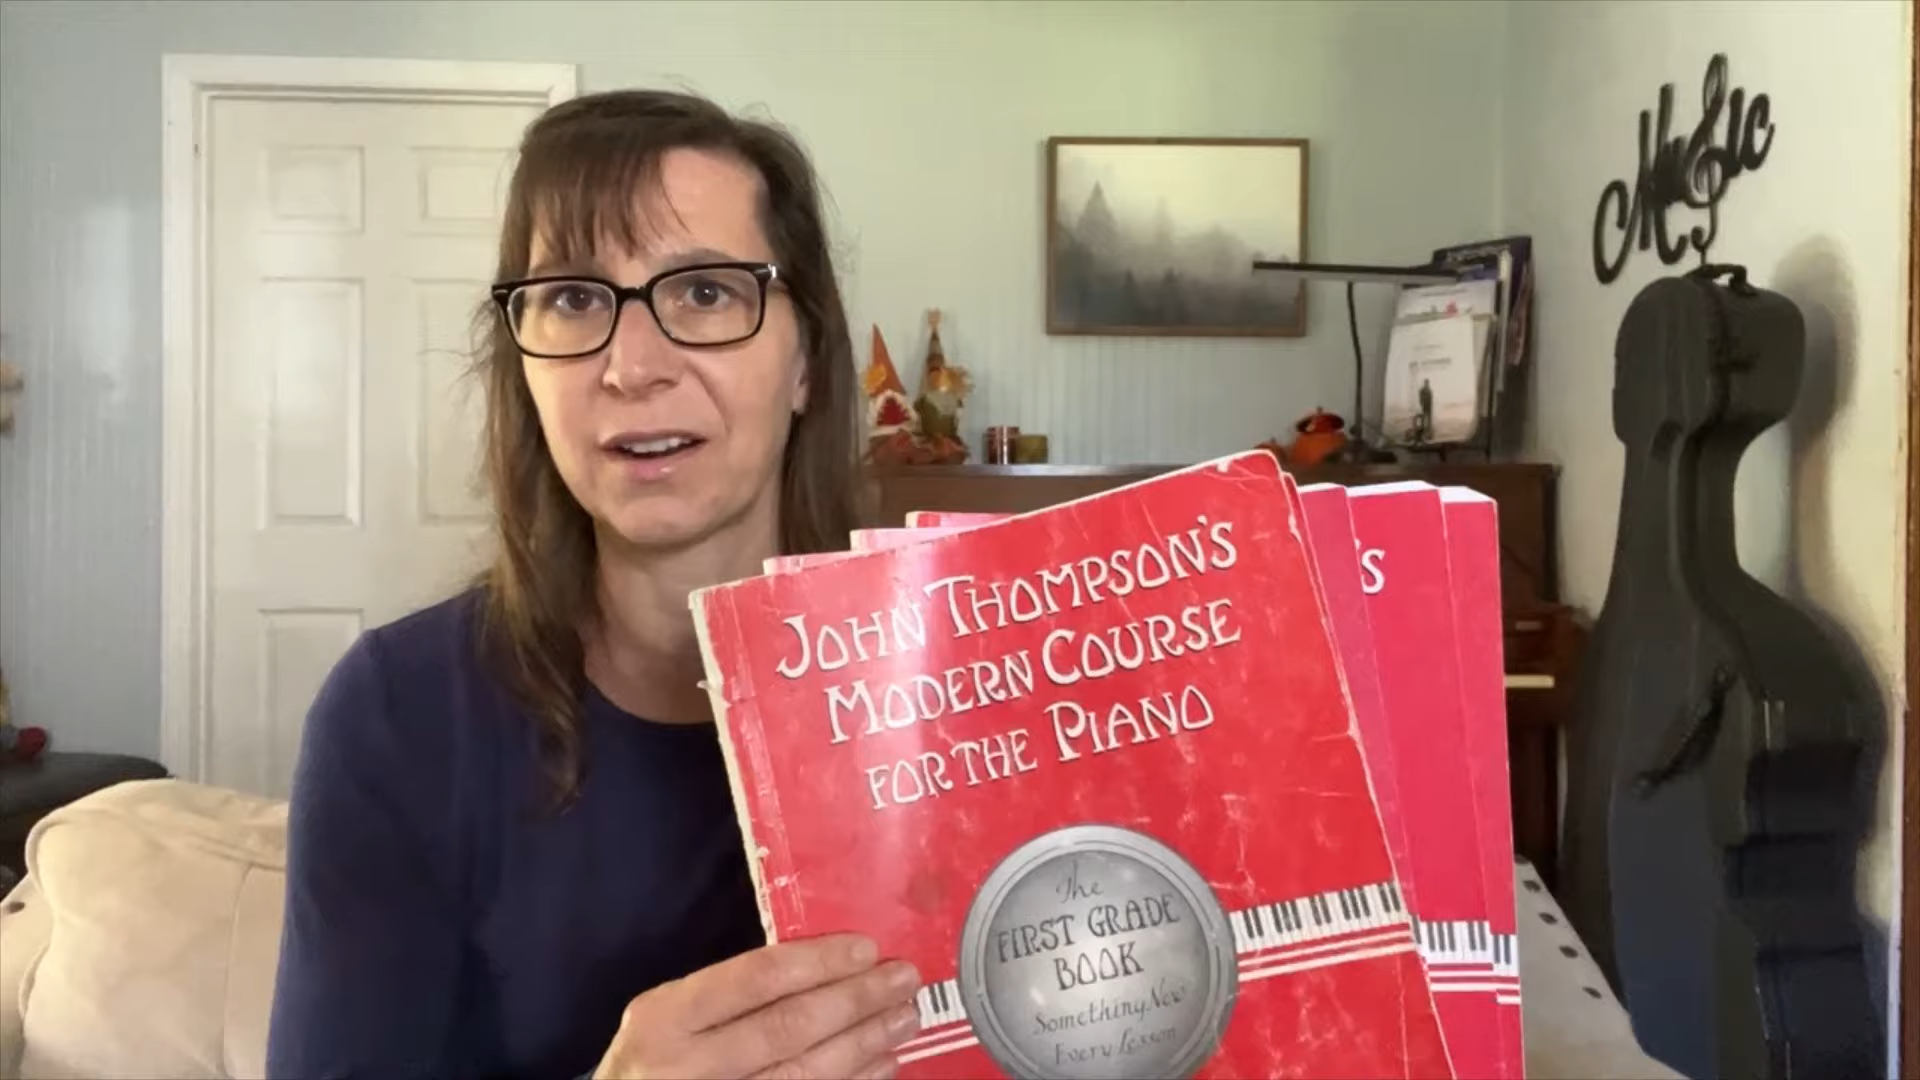 Music
JOHN THOMPSON'S
MODERN COURSE
FOR THE PIANO
'S
The
FIRST GRADE
BOOK
Something New
Every Lesson